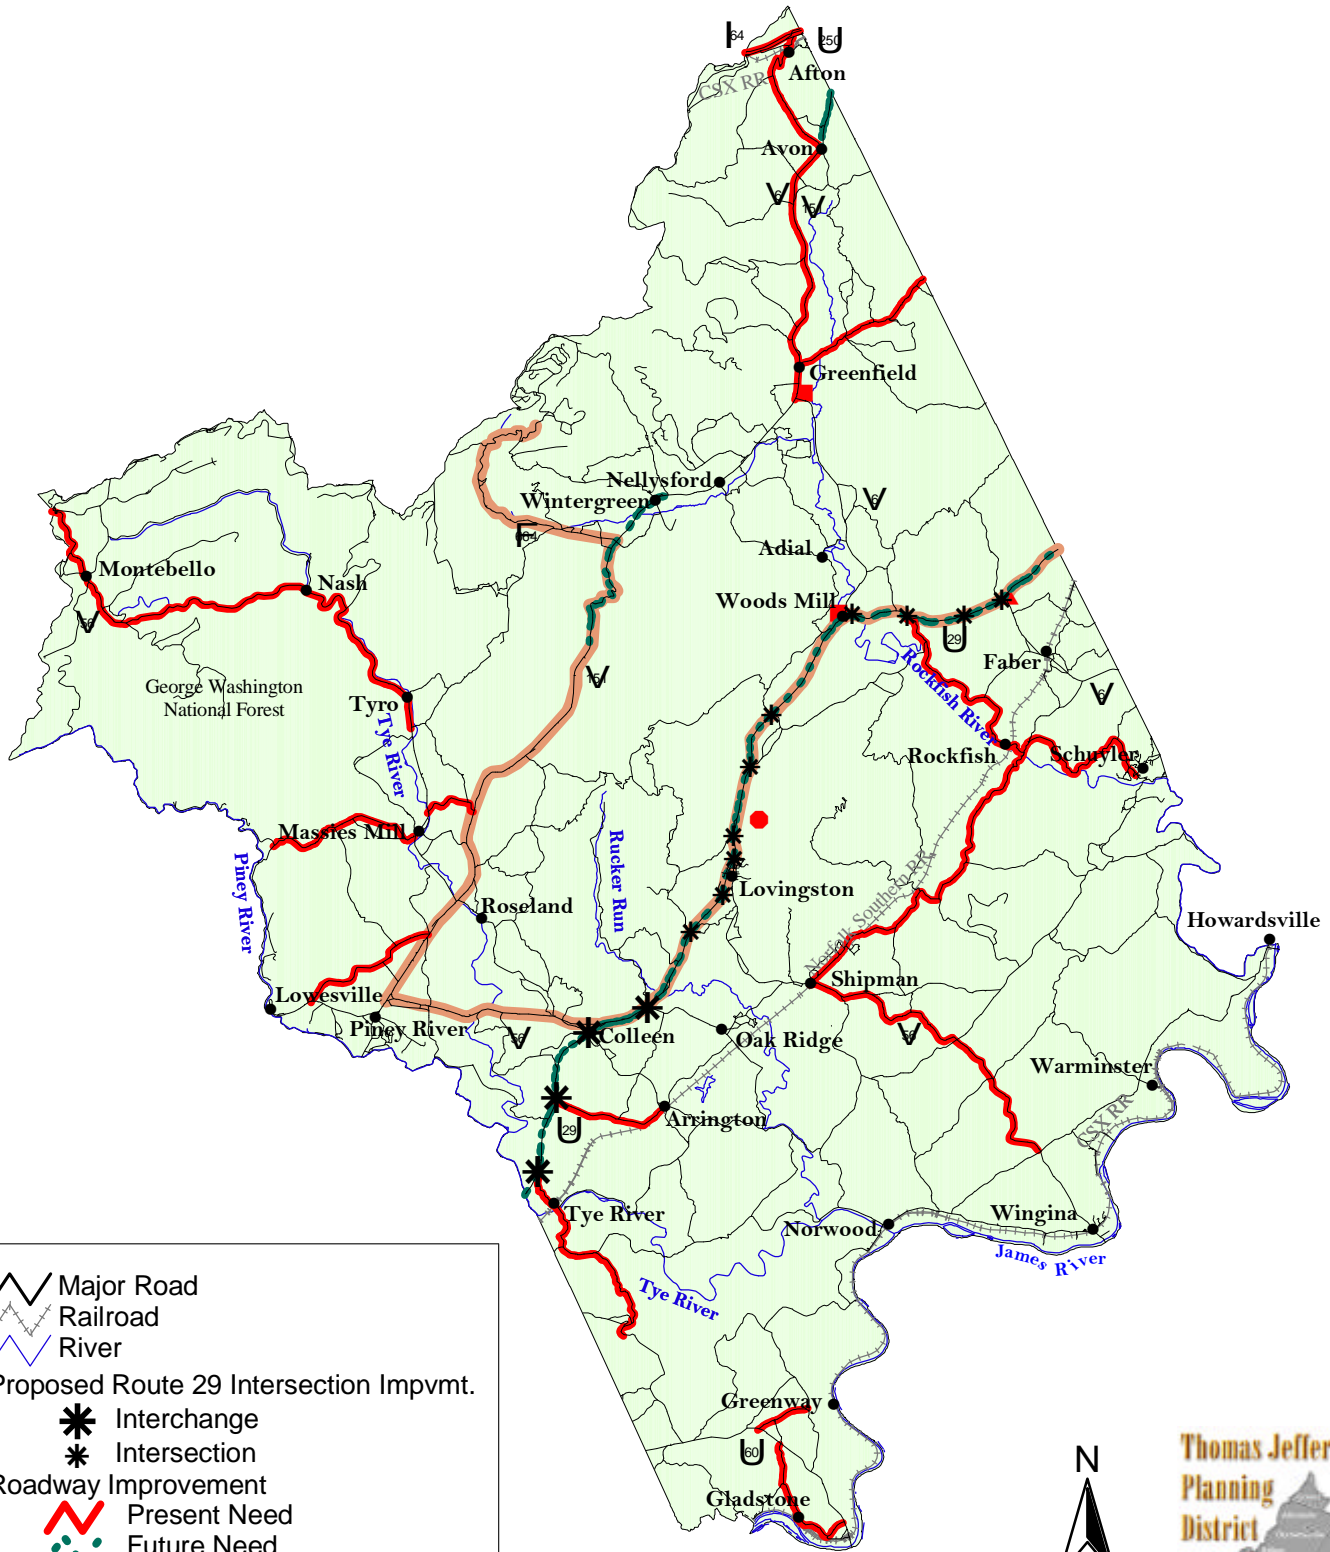 I 64
U 250
Afton
CSX RR
Avon
V 6
V 151
Greenfield
Nellysford
Wintergreen
V 6
F 664
Adial
Montebello
Nash
Woods Mill
V 56
U 29
Faber
Rockfish River
George Washington
National Forest
V 151
V 6
Tyro
Tye River
Rockfish
Schuyler
Massies Mill
Rucker Run
Piney River
Norfolk Southern RR
Lovingston
Roseland
Howardsville
Shipman
Lowesville
Piney River
V 56
Colleen
Oak Ridge
V 56
Warminster
Arrington
CSX RR
U 29
Tye River
Norwood
Wingina
James River
Tye River
Major Road
Railroad
River
Proposed Route 29 Intersection Impvmt.
Interchange
Intersection
Roadway Improvement
Present Need
Future Need
Greenway
U 60
Gladstone
N
Thomas Jeffer
Planning
District